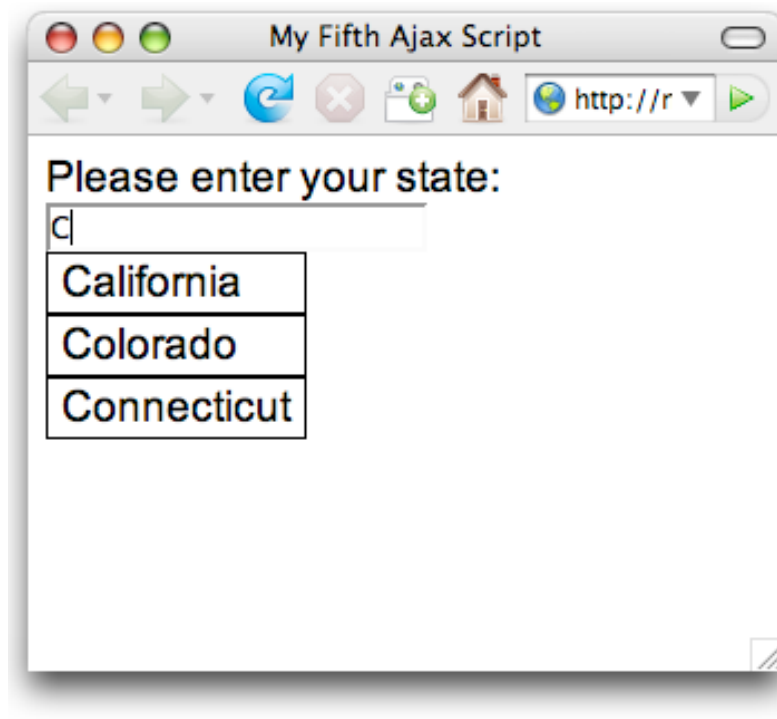 My Fifth Ajax Script
http://r
Please enter your state:
C
California
Colorado
Connecticut